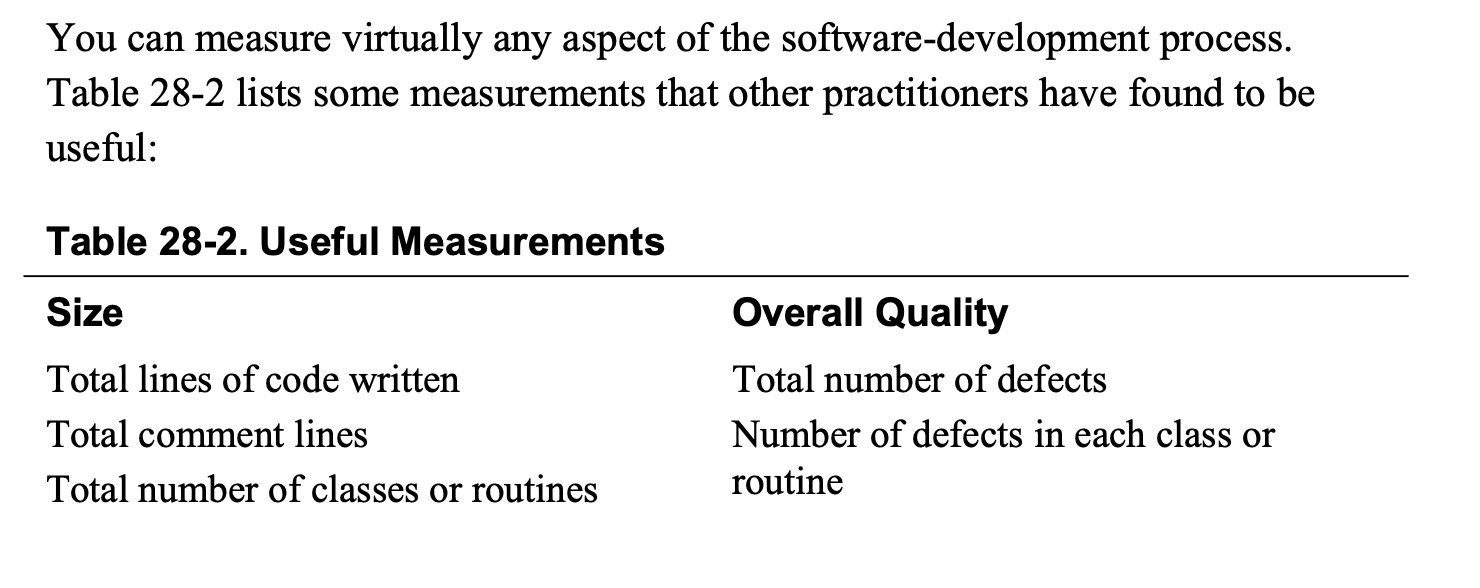 You can measure virtually any aspect of the software-development process.
Table 28-2 lists some measurements that other practitioners have found to be
useful:
Table 28-2. Useful Measurements
Size
Total lines of code written
Total comment lines
Total number of classes or routines
Overall Quality
Total number of defects
Number of defects in each class or
routine